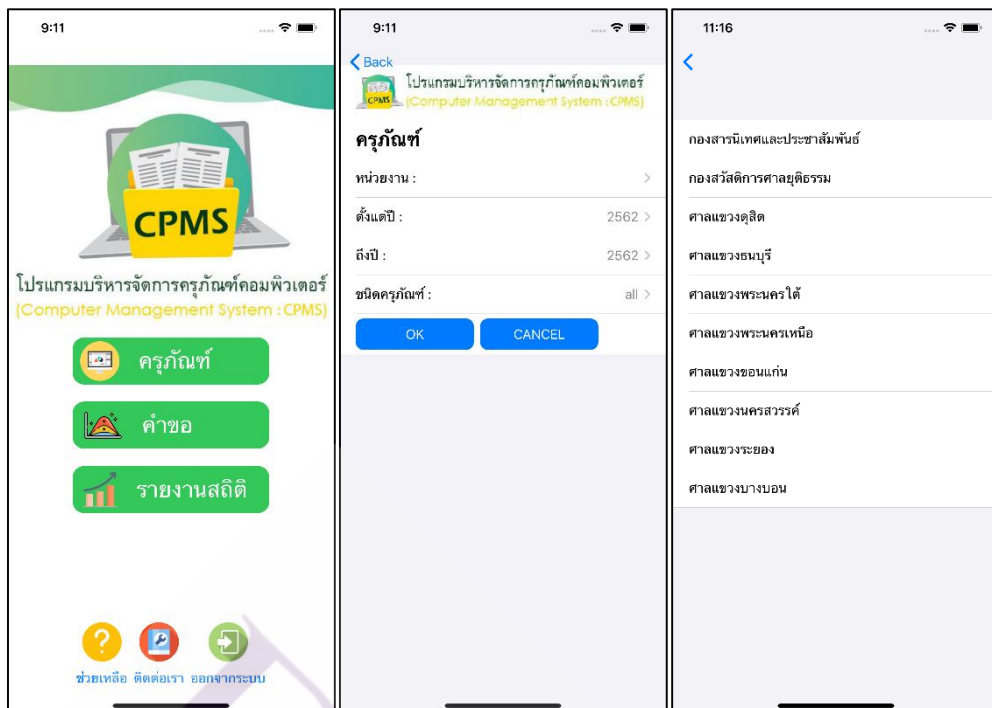 9:11
CPMS
โปรแกรมบริหารจัดการครุภัณฑ์คอมพิวเตอร์
(Computer Management System : CPMS)
ครุภัณฑ์
คำขอ
รายงานสถิติ
?
ช่วยเหลือ ติดต่อเรา ออกจากระบบ
9:11
Back
CPMS
โปรแกรมบริหารจัดการครุภัณฑ์คอมพิวเตอร์
(Computer Management System : CPMS)
ครุภัณฑ์
หน่วยงาน :
ตั้งแต่ปี : 2562
ถึงปี : 2562
ชนิดครุภัณฑ์ : all
OK CANCEL
11:16
กองสารนิเทศและประชาสัมพันธ์
กองสวัสดิการศาลยุติธรรม
ศาลแขวงดุสิต
ศาลแขวงธนบุรี
ศาลแขวงพระนครใต้
ศาลแขวงพระนครเหนือ
ศาลแขวงขอนแก่น
ศาลแขวงนครสวรรค์
ศาลแขวงระยอง
ศาลแขวงบางบอน